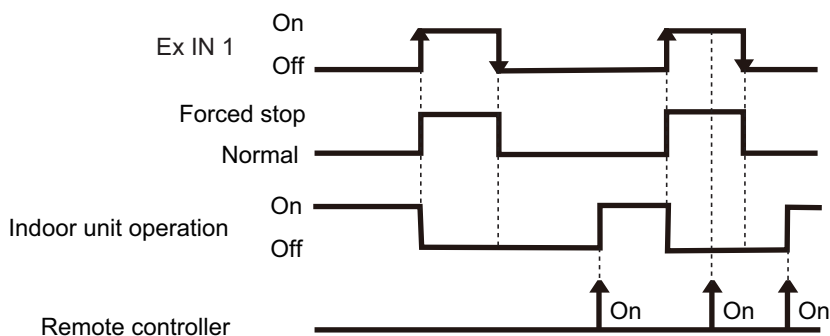 On
Ex IN 1
Off
Forced stop
Normal
On
Indoor unit operation
Off
On
On
On
Remote controller